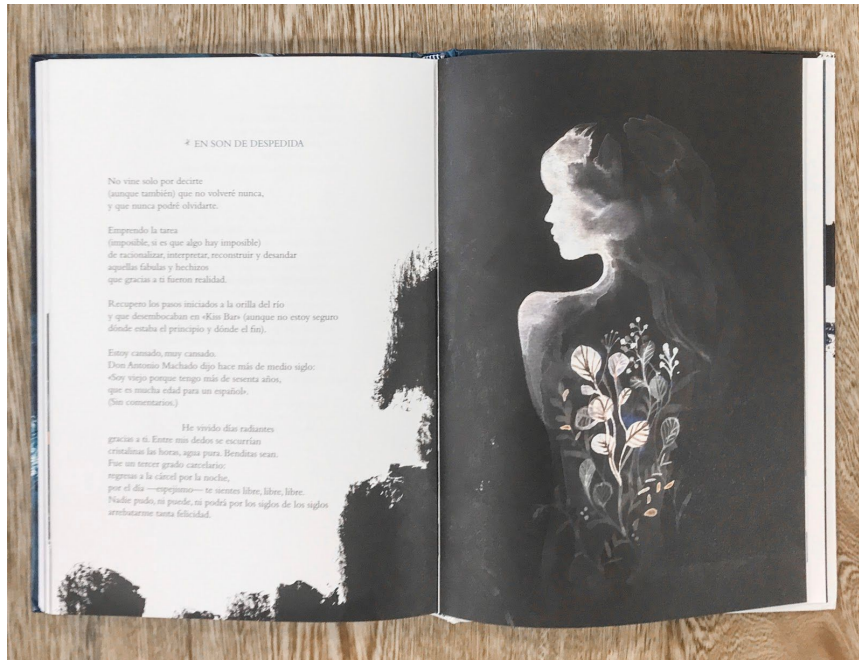 EN SON DE DESPEDIDA
No vine solo por decirte
(aunque también) que no volveré nunca,
y que nunca podré olvidarte.
Emprendo la tarea
(imposible, si es que algo hay imposible)
de racionalizar, interpretar, reconstruir y desandar
aquellas fabulas y hechizos
que gracias a ti fueron realidad.
Recupero los pasos iniciados a la orilla del río
y que desembocaban en «Kiss Bar» (aunque no estoy seguro
dónde estaba el principio y dónde el fin).
Estoy cansado, muy cansado.
Don Antonio Machado dijo hace más de medio siglo:
«Soy viejo porque tengo más de sesenta años,
que es mucha edad para un español».
(Sin comentarios.)
He vivido días radiantes
gracias a ti. Entre mis dedos se escurrían
cristalinas las horas, agua pura. Benditas sean.
Fue un tercer grado carcelario:
regresas a la cárcel por la noche,
por el día —espejismo— te sientes libre, libre, libre.
Nadie pudo, ni puede, ni podrá por los siglos de los siglos
arrebatarme tanta felicidad.